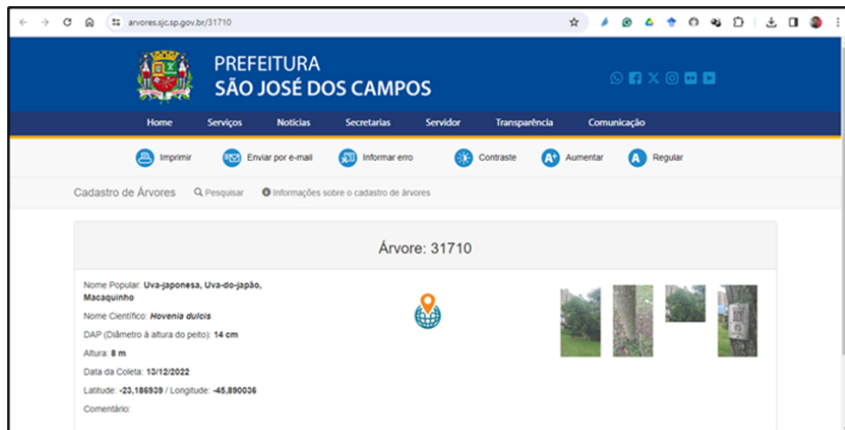 arvores.sjc.sp.gov.br/31710
PREFEITURA
SÃO JOSÉ DOS CAMPOS
Home Serviços Notícias Secretarias Servidor Transparência Comunicação
Imprimir Enviar por e-mail Informar erro Contraste A+ Aumentar A Regular
Cadastro de Árvores Pesquisar Informações sobre o cadastro de árvores
Árvore: 31710
Nome Popular: Uva-japonesa, Uva-do-japão,
Macaquinho
Nome Científico: Hovenia dulcis
DAP (Diâmetro à altura do peito): 14 cm
Altura: 8 m
Data da Coleta: 13/12/2022
Latitude: -23,186939 / Longitude: -45,890036
Comentário: